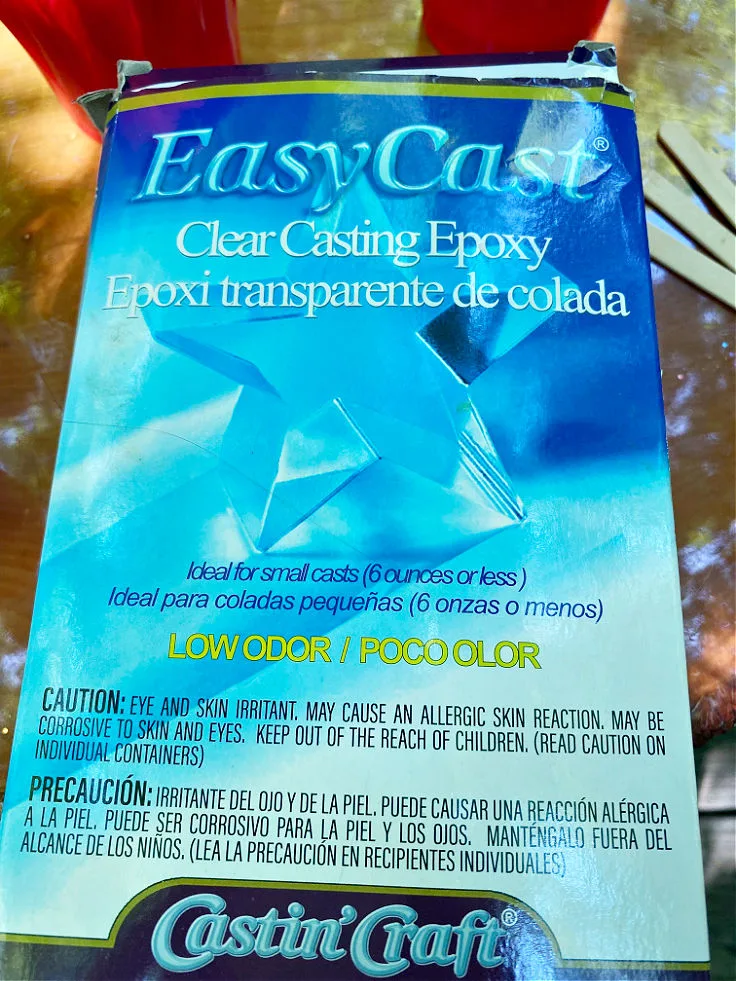 EasyCast®
Clear Casting Epoxy
Epoxi transparente de colada
Ideal for small casts (6 ounces or less)
Ideal para coladas pequeñas (6 onzas o menos)
LOW ODOR / POCO OLOR
CAUTION: EYE AND SKIN IRRITANT. MAY CAUSE AN ALLERGIC SKIN REACTION. MAY BE
CORROSIVE TO SKIN AND EYES. KEEP OUT OF THE REACH OF CHILDREN. (READ CAUTION ON
INDIVIDUAL CONTAINERS)
PRECAUCIÓN: IRRITANTE DEL OJO Y DE LA PIEL. PUEDE CAUSAR UNA REACCIÓN ALÉRGICA
A LA PIEL. PUEDE SER CORROSIVO PARA LA PIEL Y LOS OJOS. MANTÉNGALO FUERA DEL
ALCANCE DE LOS NIÑOS. (LEA LA PRECAUCIÓN EN RECIPIENTES INDIVIDUALES)
Castin'Craft®